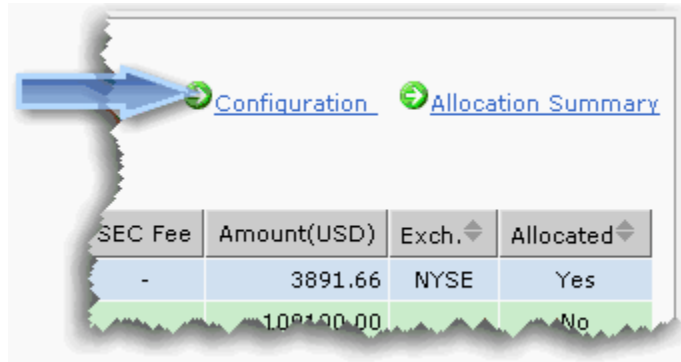 Configuration Allocation Summary
SEC Fee Amount(USD) Exch. Allocated
- 3891.66 NYSE Yes
No